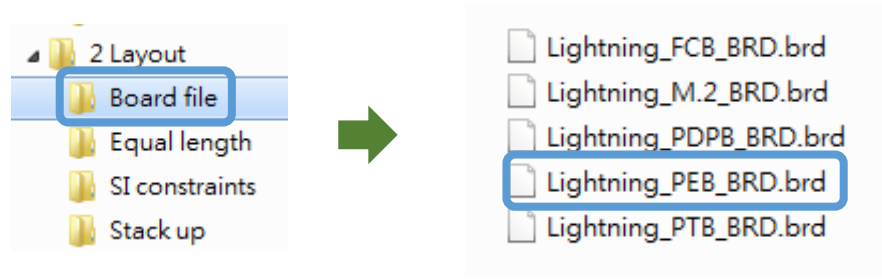 2 Layout
Board file
Equal length
SI constraints
Stack up
Lightning_FCB_BRD.brd
Lightning_M.2_BRD.brd
Lightning_PDPB_BRD.brd
Lightning_PEB_BRD.brd
Lightning_PTB_BRD.brd